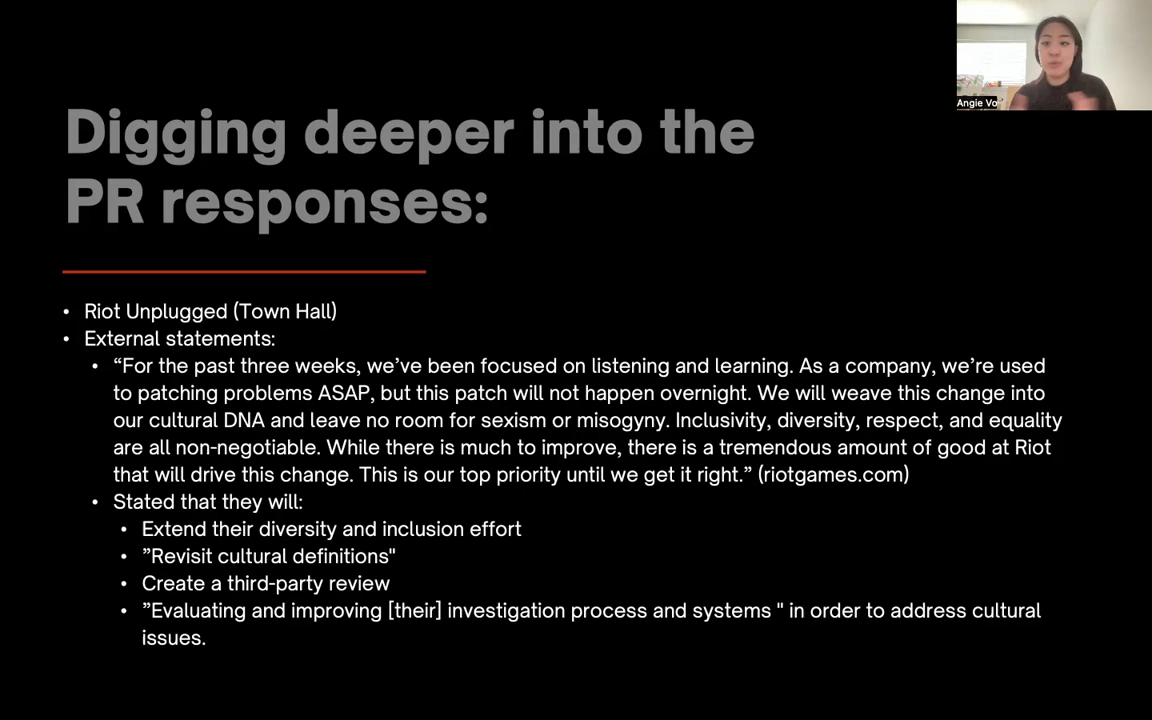 Angie Vo
Digging deeper into the
PR responses:
• Riot Unplugged (Town Hall)
• External statements:
• “For the past three weeks, we’ve been focused on listening and learning. As a company, we’re used
to patching problems ASAP, but this patch will not happen overnight. We will weave this change into
our cultural DNA and leave no room for sexism or misogyny. Inclusivity, diversity, respect, and equality
are all non-negotiable. While there is much to improve, there is a tremendous amount of good at Riot
that will drive this change. This is our top priority until we get it right.” (riotgames.com)
• Stated that they will:
• Extend their diversity and inclusion effort
• ”Revisit cultural definitions"
• Create a third-party review
• ”Evaluating and improving [their] investigation process and systems " in order to address cultural
issues.